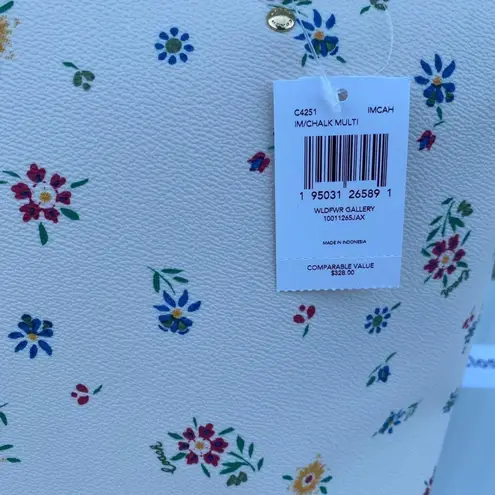 C4251 IMCAH
IM/CHALK MULTI
1 95031 26589 1
WLDFWR GALLERY
10011265JAX
MADE IN INDONESIA
COMPARABLE VALUE
$328.00
Coach